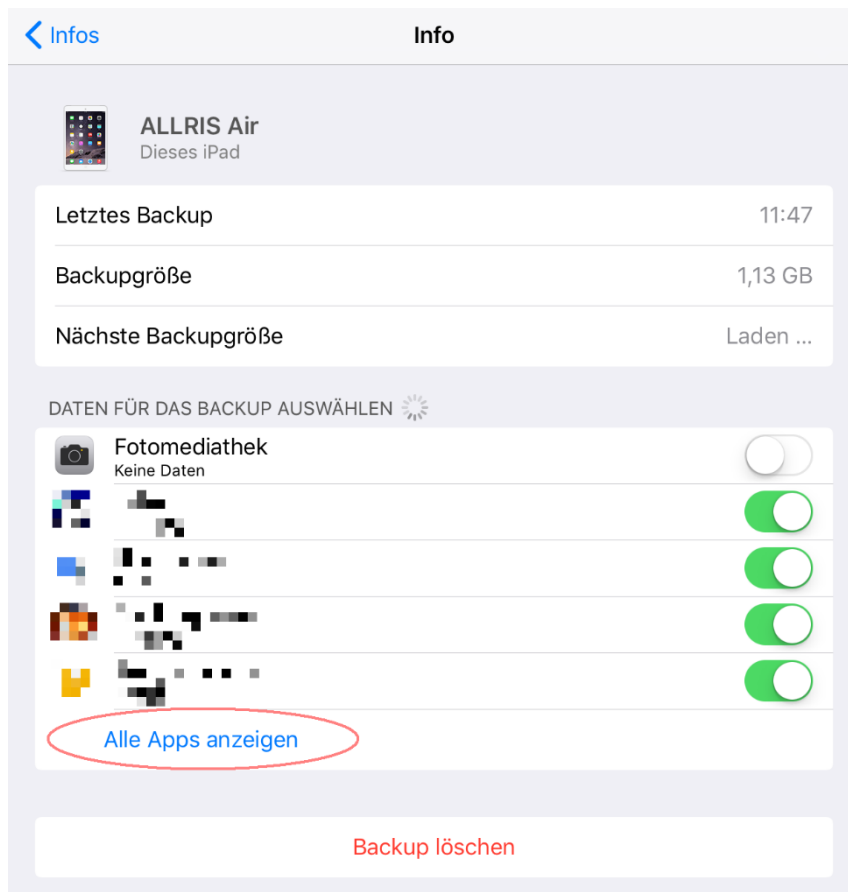 Infos
Info
ALLRIS Air
Dieses iPad
Letztes Backup
11:47
Backupgröße
1,13 GB
Nächste Backupgröße
Laden ...
DATEN FÜR DAS BACKUP AUSWÄHLEN
Fotomediathek
Keine Daten
Alle Apps anzeigen
Backup löschen